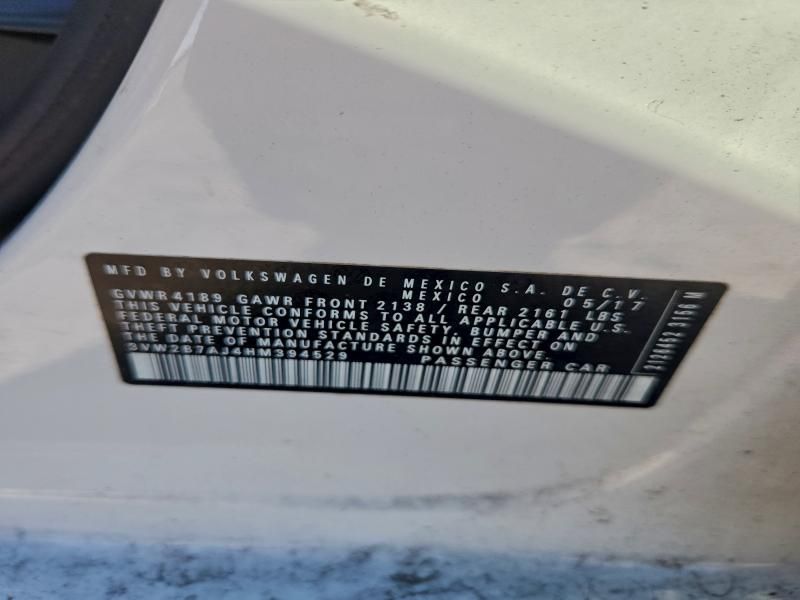 MFD BY VOLKSWAGEN DE MEXICO S.A. DE C.V.
MEXICO 05/17
GVWR 4189 GAWR FRONT 2138 / REAR 2161 LBS
THIS VEHICLE CONFORMS TO ALL APPLICABLE U.S.
FEDERAL MOTOR VEHICLE SAFETY, BUMPER AND
THEFT PREVENTION STANDARDS IN EFFECT ON
THE DATE OF MANUFACTURE SHOWN ABOVE.
3VW2B7AJ4HM394529 PASSENGER CAR
2126452 3156 M